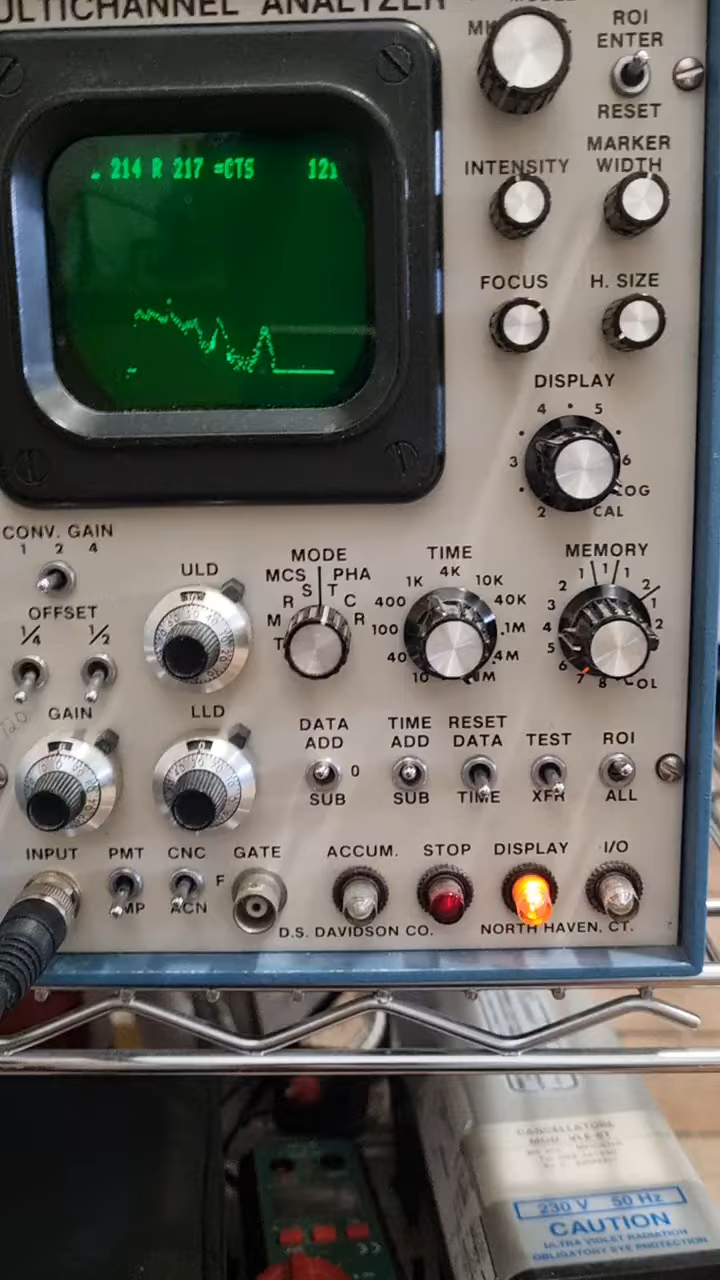 ANALYZER
ROI
ENTER
RESET
MARKER
WIDTH
INTENSITY
214 R 217 =CTS
FOCUS
H. SIZE
DISPLAY
4 5
3 6
2 CAL
CONV. GAIN
1 2 4
OFFSET
1/4 1/2
ULD
MODE
MCS PHA
R S T C
M R
TIME
1K 4K 10K
400 40K
100 .1M
40 .4M
10
MEMORY
1 1 1
2 1/2
3 1
4 2
5
6 7 8
GAIN
LLD
DATA
ADD
0
SUB
TIME
ADD
SUB
RESET
DATA
TIME
TEST
XFR
ROI
ALL
INPUT
PMT
CNC
ACN
GATE
ACCUM.
STOP
DISPLAY
I/O
D.S. DAVIDSON CO.
NORTH HAVEN, CT.
230 V 50 Hz
CAUTION
ULTRA VIOLET RADIATION
OBLIGATORY EYE PROTECTION